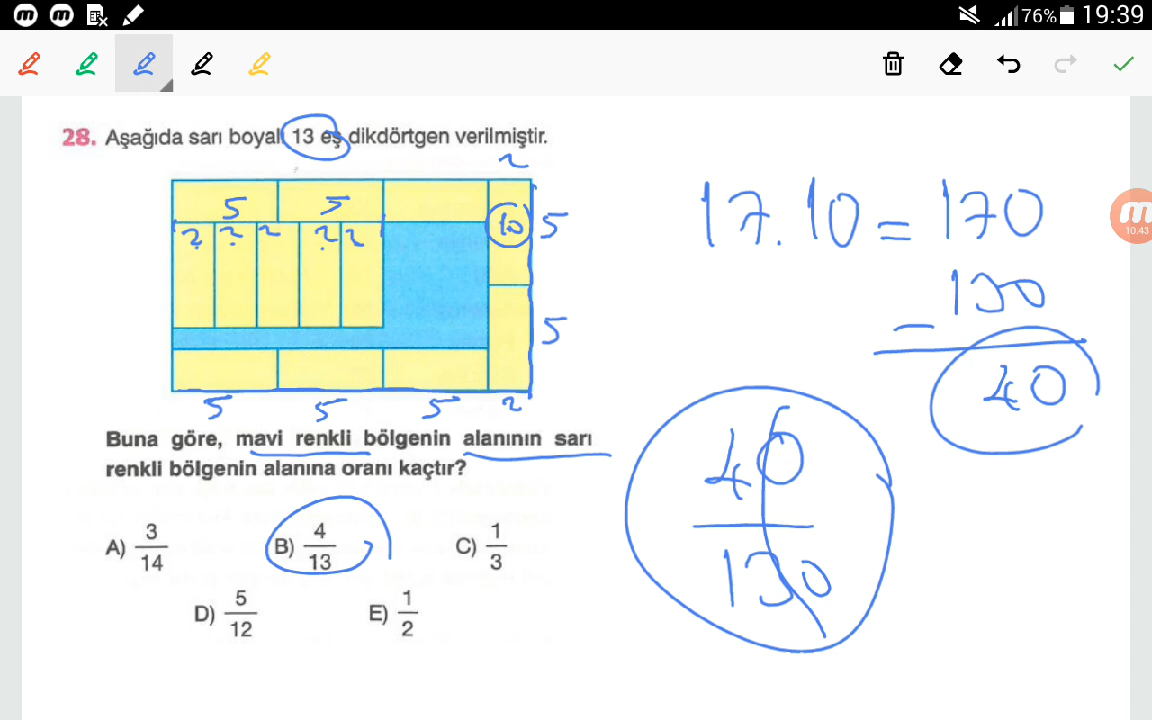 76% 19:39
28. Aşağıda sarı boyalı 13 eş dikdörtgen verilmiştir.
2
5 5 10 5
2 2 2 2 2
5
5 5 5 2
17.10 = 170
- 130
40
10.43
Buna göre, mavi renkli bölgenin alanının sarı
renkli bölgenin alanına oranı kaçtır?
40
130
A) 3/14 B) 4/13 C) 1/3
D) 5/12 E) 1/2